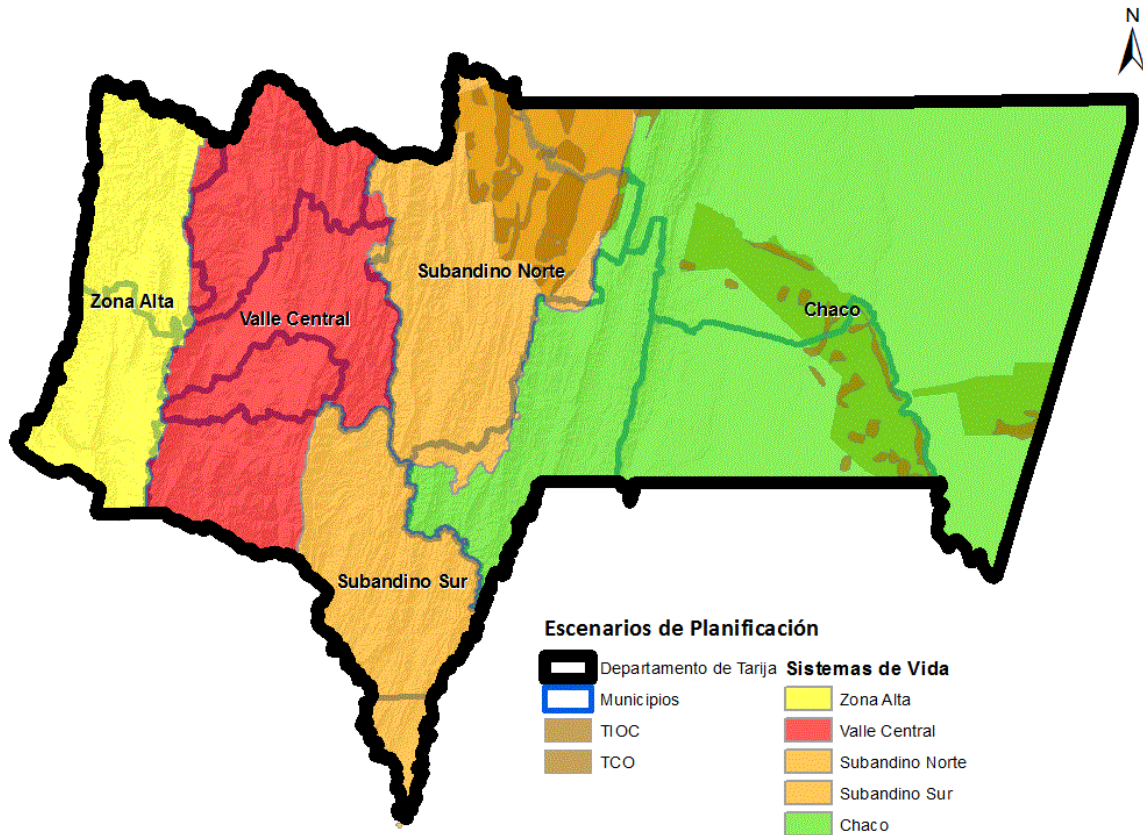 N
Zona Alta
Valle Central
Subandino Norte
Chaco
Subandino Sur
Escenarios de Planificación
Departamento de Tarija
Municipios
TIOC
TCO
Sistemas de Vida
Zona Alta
Valle Central
Subandino Norte
Subandino Sur
Chaco